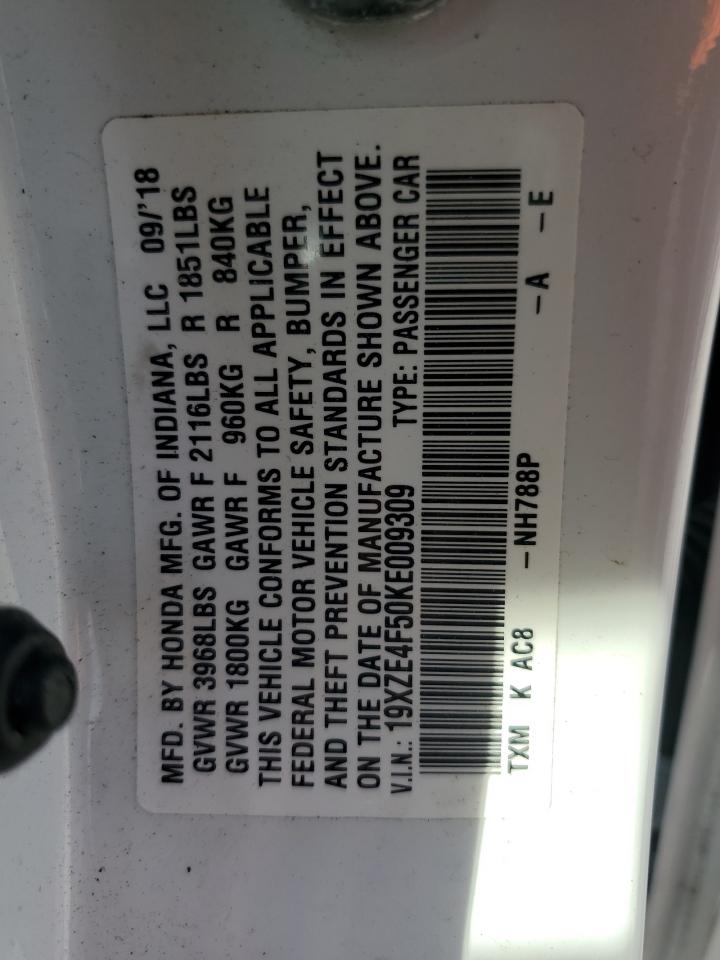 MFD. BY HONDA MFG. OF INDIANA, LLC 09/'18
GVWR 3968LBS GAWR F 2116LBS R 1851LBS
GVWR 1800KG GAWR F 960KG R 840KG
THIS VEHICLE CONFORMS TO ALL APPLICABLE
FEDERAL MOTOR VEHICLE SAFETY, BUMPER,
AND THEFT PREVENTION STANDARDS IN EFFECT
ON THE DATE OF MANUFACTURE SHOWN ABOVE.
V.I.N.: 19XZE4F50KE009309 TYPE: PASSENGER CAR
TXM K AC8 -NH788P -A -E